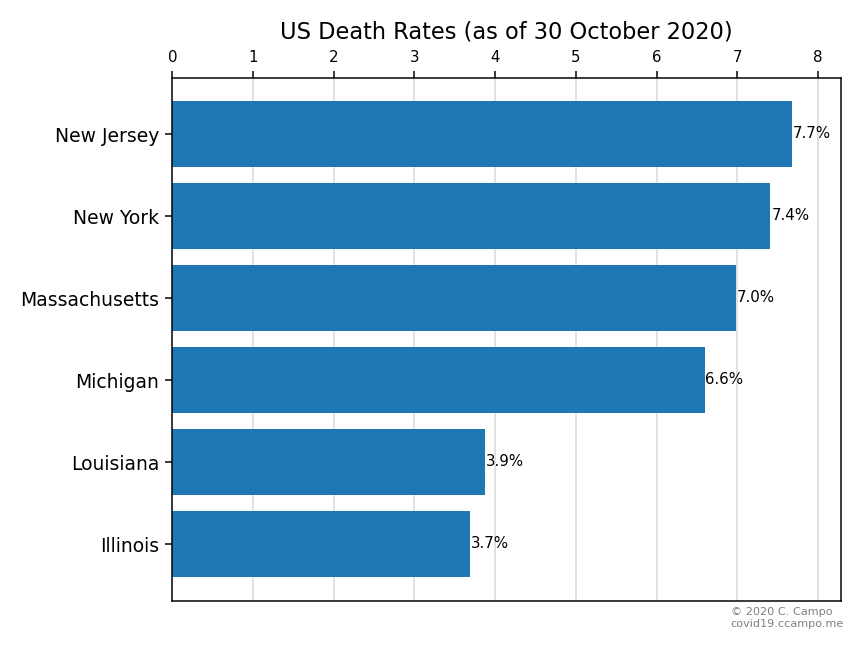 US Death Rates (as of 30 October 2020)
0 1 2 3 4 5 6 7 8
New Jersey 7.7%
New York 7.4%
Massachusetts 7.0%
Michigan 6.6%
Louisiana 3.9%
Illinois 3.7%
© 2020 C. Campo
covid19.ccampo.me